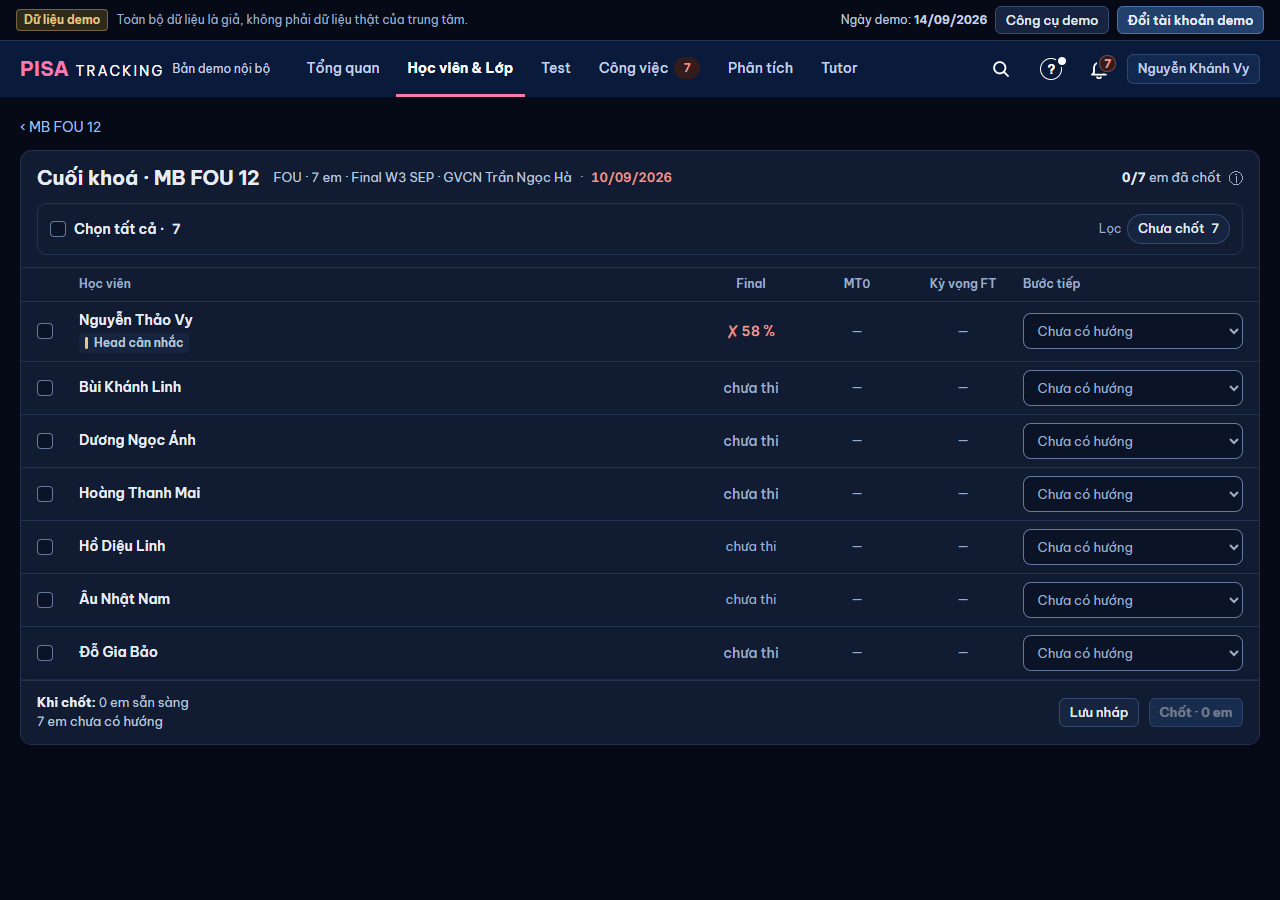 Dữ liệu demo Toàn bộ dữ liệu là giả, không phải dữ liệu thật của trung tâm. Ngày demo: 14/09/2026 Công cụ demo Đổi tài khoản demo
PISA TRACKING Bản demo nội bộ Tổng quan Học viên & Lớp Test Công việc 7 Phân tích Tutor ? 7 Nguyễn Khánh Vy
‹ MB FOU 12
Cuối khoá · MB FOU 12 FOU · 7 em · Final W3 SEP · GVCN Trần Ngọc Hà · 10/09/2026 0/7 em đã chốt ⓘ
Chọn tất cả · 7 Lọc Chưa chốt 7
Học viên Final MT0 Kỳ vọng FT Bước tiếp
Nguyễn Thảo Vy ✗ 58 % — — Chưa có hướng
Head cân nhắc
Bùi Khánh Linh chưa thi — — Chưa có hướng
Dương Ngọc Ánh chưa thi — — Chưa có hướng
Hoàng Thanh Mai chưa thi — — Chưa có hướng
Hồ Diệu Linh chưa thi — — Chưa có hướng
Âu Nhật Nam chưa thi — — Chưa có hướng
Đỗ Gia Bảo chưa thi — — Chưa có hướng
Khi chốt: 0 em sẵn sàng
7 em chưa có hướng Lưu nháp Chốt · 0 em